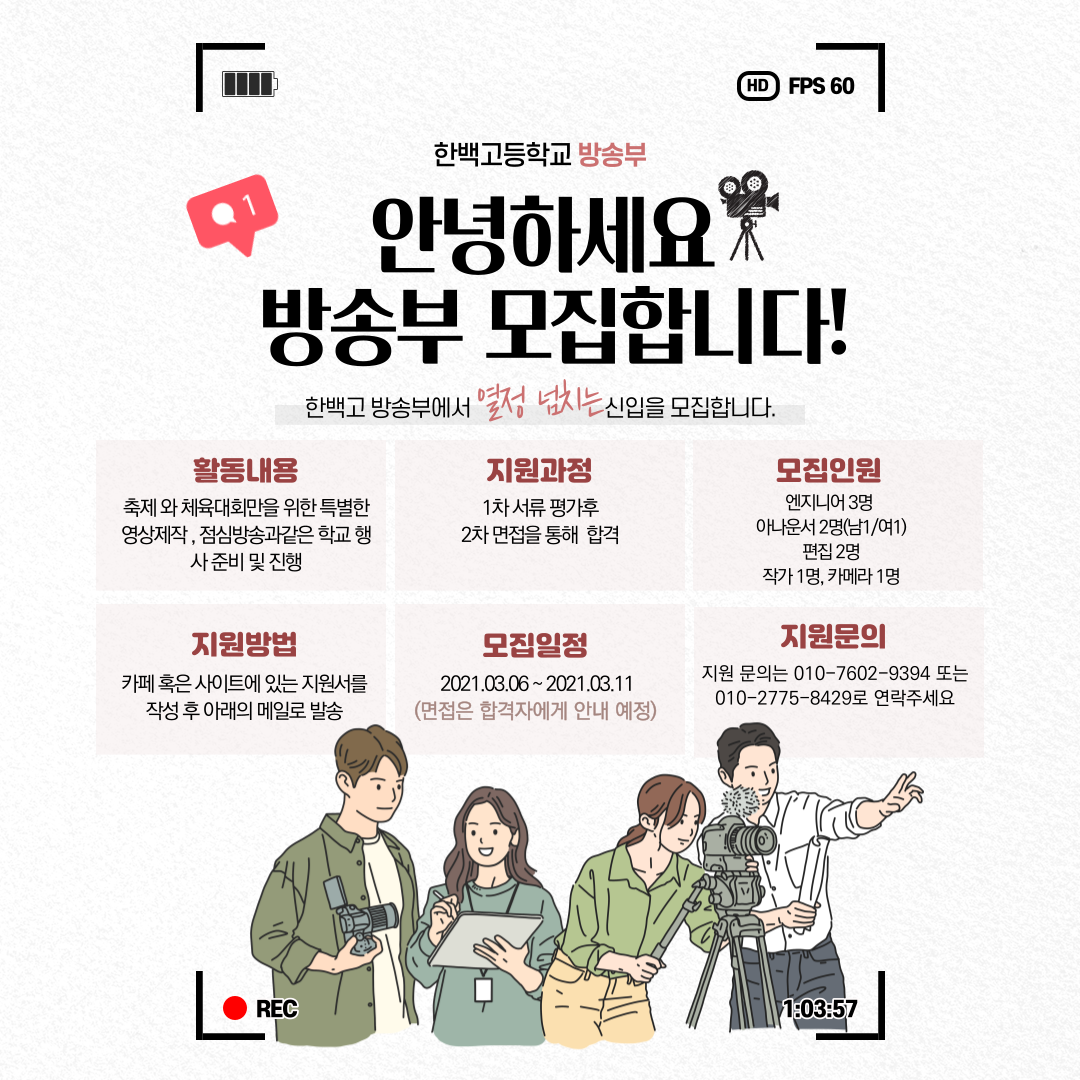 HD FPS 60
한백고등학교 방송부
1
안녕하세요
방송부 모집합니다!
한백고 방송부에서 열정 넘치는 신입을 모집합니다.
활동내용
축제 와 체육대회만을 위한 특별한
영상제작 , 점심방송과같은 학교 행
사 준비 및 진행
지원과정
1차 서류 평가후
2차 면접을 통해 합격
모집인원
엔지니어 3명
아나운서 2명(남1/여1)
편집 2명
작가 1명, 카메라 1명
지원방법
카페 혹은 사이트에 있는 지원서를
작성 후 아래의 메일로 발송
모집일정
2021.03.06 ~ 2021.03.11
(면접은 합격자에게 안내 예정)
지원문의
지원 문의는 010-7602-9394 또는
010-2775-8429로 연락주세요
REC
1:03:57